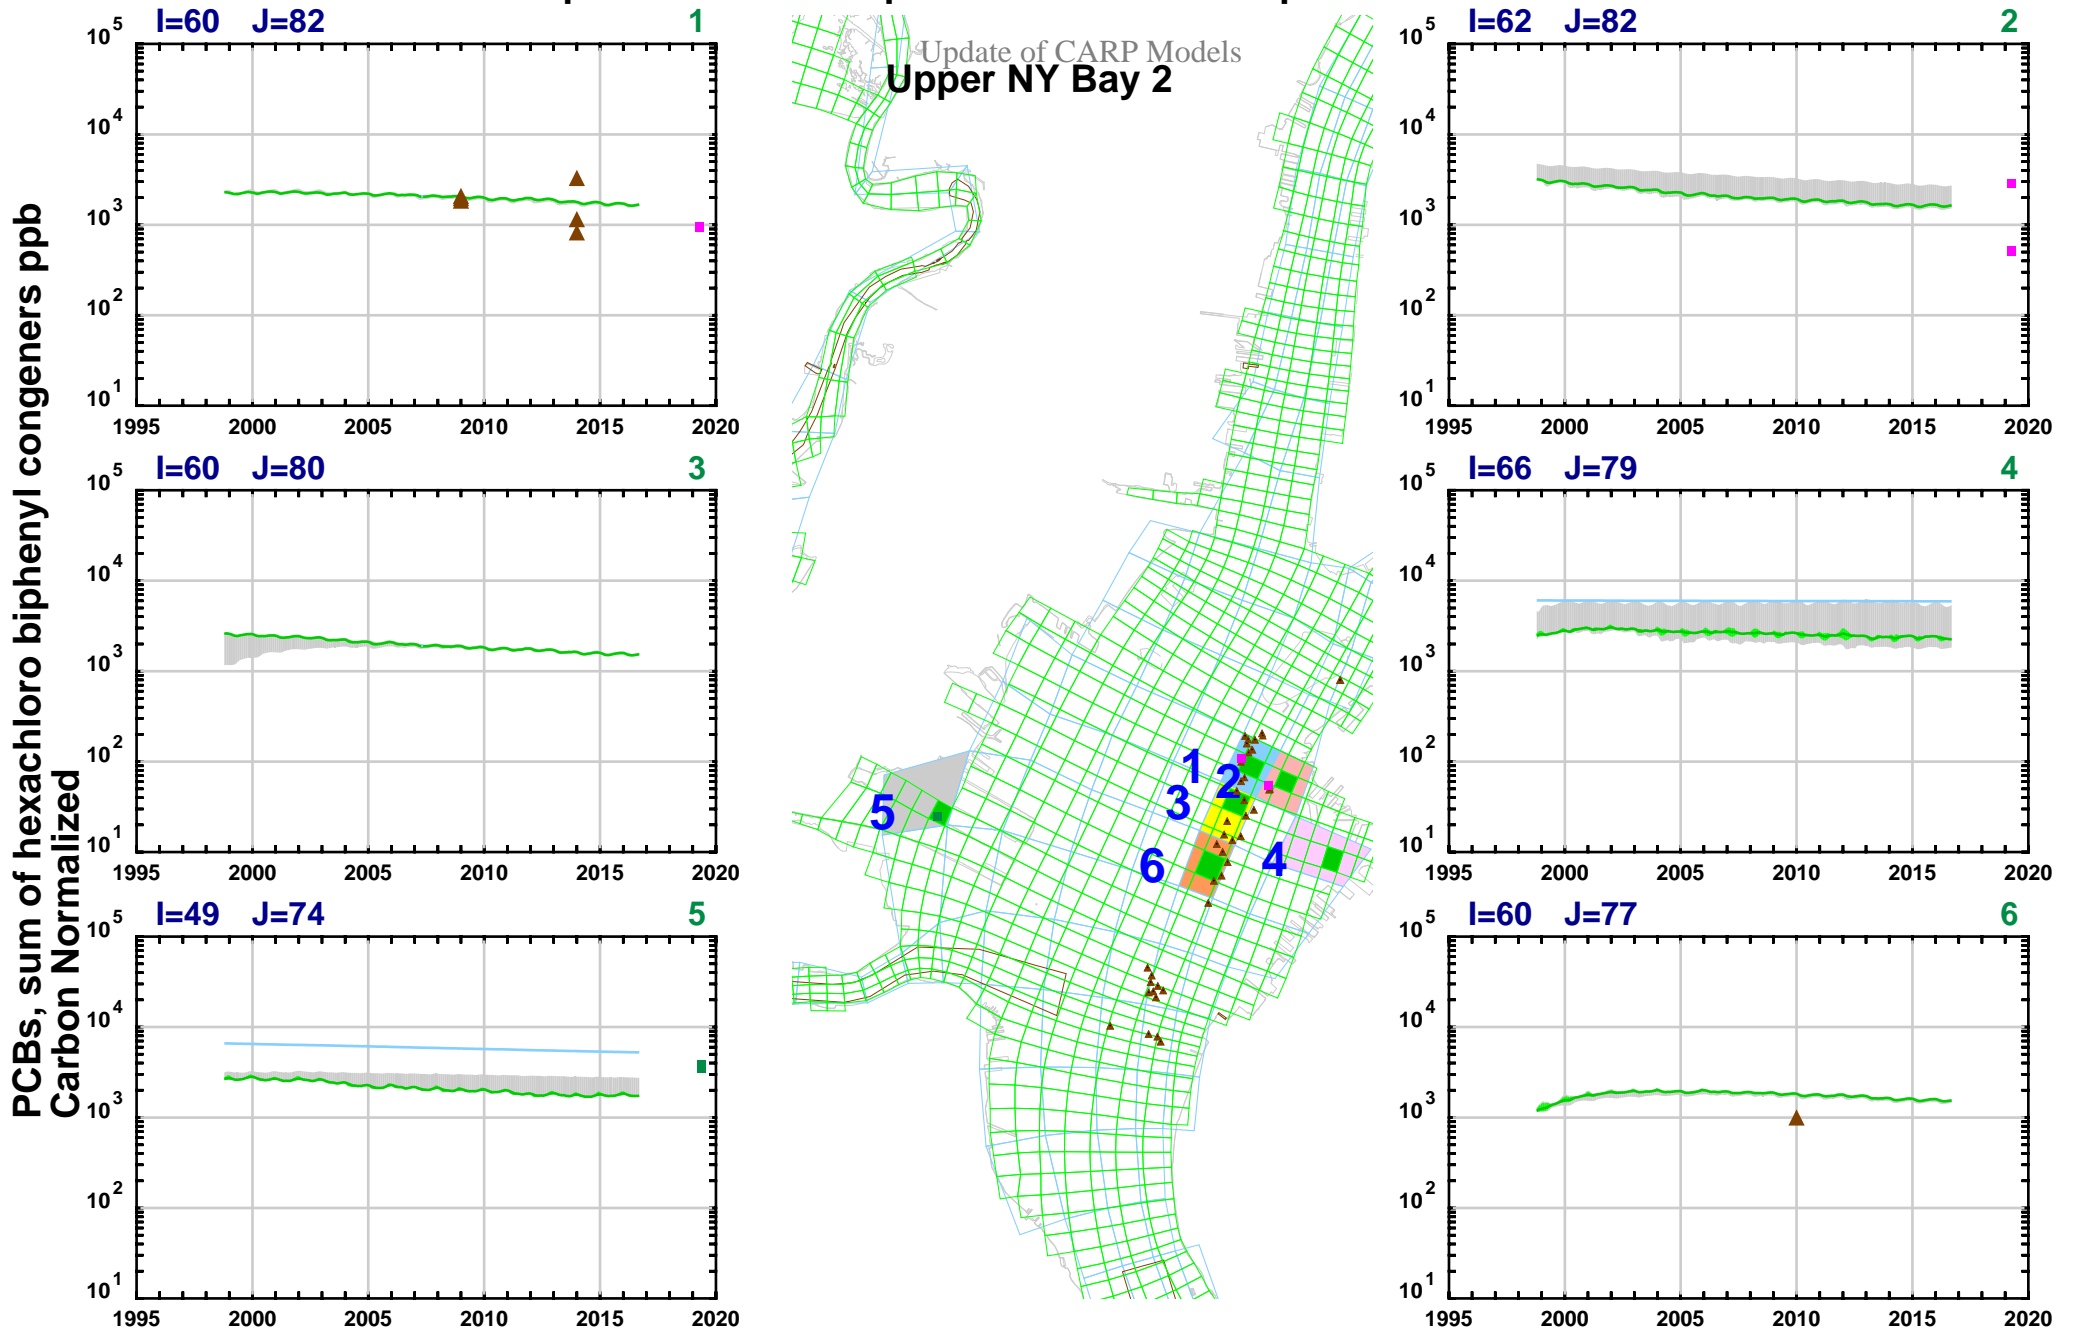 Update of CARP Models
Upper NY Bay 2
PCBs, sum of hexachloro biphenyl congeners ppb
Carbon Normalized
I=60 J=82 1
10^5
10^4
10^3
10^2
10^1
1995 2000 2005 2010 2015 2020
I=62 J=82 2
10^5
10^4
10^3
10^2
10^1
1995 2000 2005 2010 2015 2020
I=60 J=80 3
10^5
10^4
10^3
10^2
10^1
1995 2000 2005 2010 2015 2020
I=66 J=79 4
10^5
10^4
10^3
10^2
10^1
1995 2000 2005 2010 2015 2020
I=49 J=74 5
10^5
10^4
10^3
10^2
10^1
1995 2000 2005 2010 2015 2020
I=60 J=77 6
10^5
10^4
10^3
10^2
10^1
1995 2000 2005 2010 2015 2020
1
2
3
5
6
4